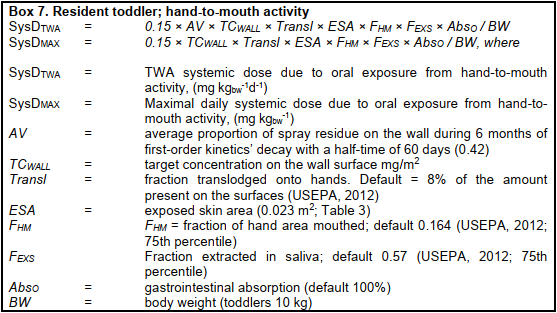 Box 7. Resident toddler; hand-to-mouth activity
SysDTWA = 0.15 × AV × TCWALL × Transl × ESA × FHM × FEXS × AbsO / BW
SysDMAX = 0.15 × TCWALL × Transl × ESA × FHM × FEXS × AbsO / BW, where
SysDTWA = TWA systemic dose due to oral exposure from hand-to-mouth
activity, (mg kgbw-1d-1)
SysDMAX = Maximal daily systemic dose due to oral exposure from hand-to-
mouth activity, (mg kgbw-1)
AV = average proportion of spray residue on the wall during 6 months of
first-order kinetics' decay with a half-time of 60 days (0.42)
TCWALL = target concentration on the wall surface mg/m2
Transl = fraction translodged onto hands. Default = 8% of the amount
present on the surfaces (USEPA, 2012)
ESA = exposed skin area (0.023 m2; Table 3)
FHM = FHM = fraction of hand area mouthed; default 0.164 (USEPA, 2012;
75th percentile)
FEXS = Fraction extracted in saliva; default 0.57 (USEPA, 2012; 75th
percentile)
AbsO = gastrointestinal absorption (default 100%)
BW = body weight (toddlers 10 kg)